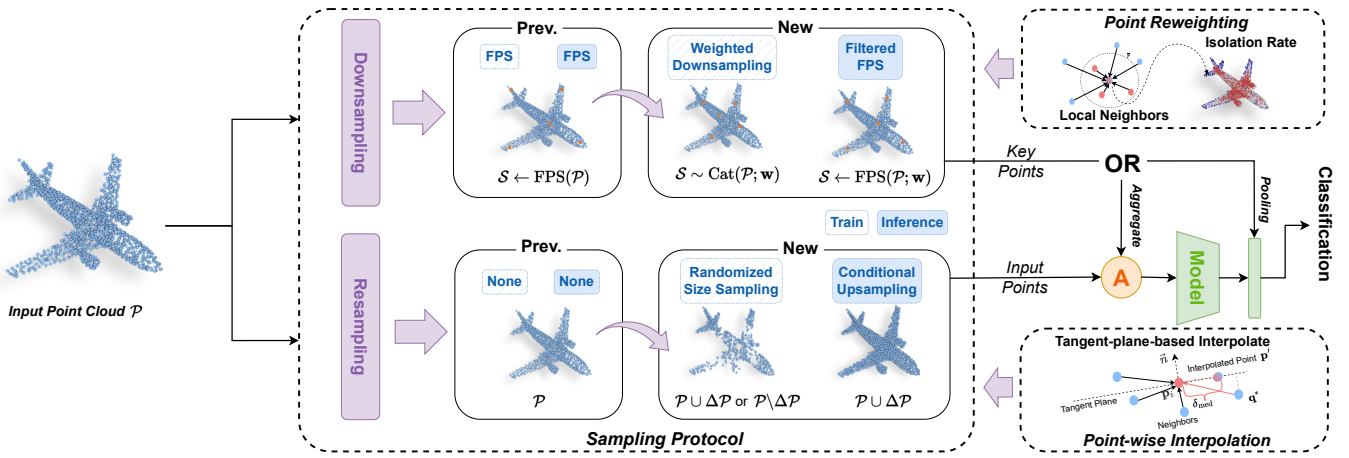 Input Point Cloud 𝒫
Downsampling
Resampling
Prev.
FPS
FPS
𝒮 ← FPS(𝒫)
New
Weighted
Downsampling
Filtered
FPS
𝒮 ∼ Cat(𝒫; w)
𝒮 ← FPS(𝒫; w)
Train
Inference
Prev.
None
None
𝒫
New
Randomized
Size Sampling
Conditional
Upsampling
𝒫 ∪ Δ𝒫 or 𝒫\Δ𝒫
𝒫 ∪ Δ𝒫
Sampling Protocol
Point Reweighting
Isolation Rate
Local Neighbors
Key
Points
OR
Aggregate
Pooling
Input
Points
A
Model
Classification
Tangent-plane-based Interpolate
n⃗
Interpolated Point p′
Tangent Plane
pᵢ
δmed
q*
Neighbors
Point-wise Interpolation